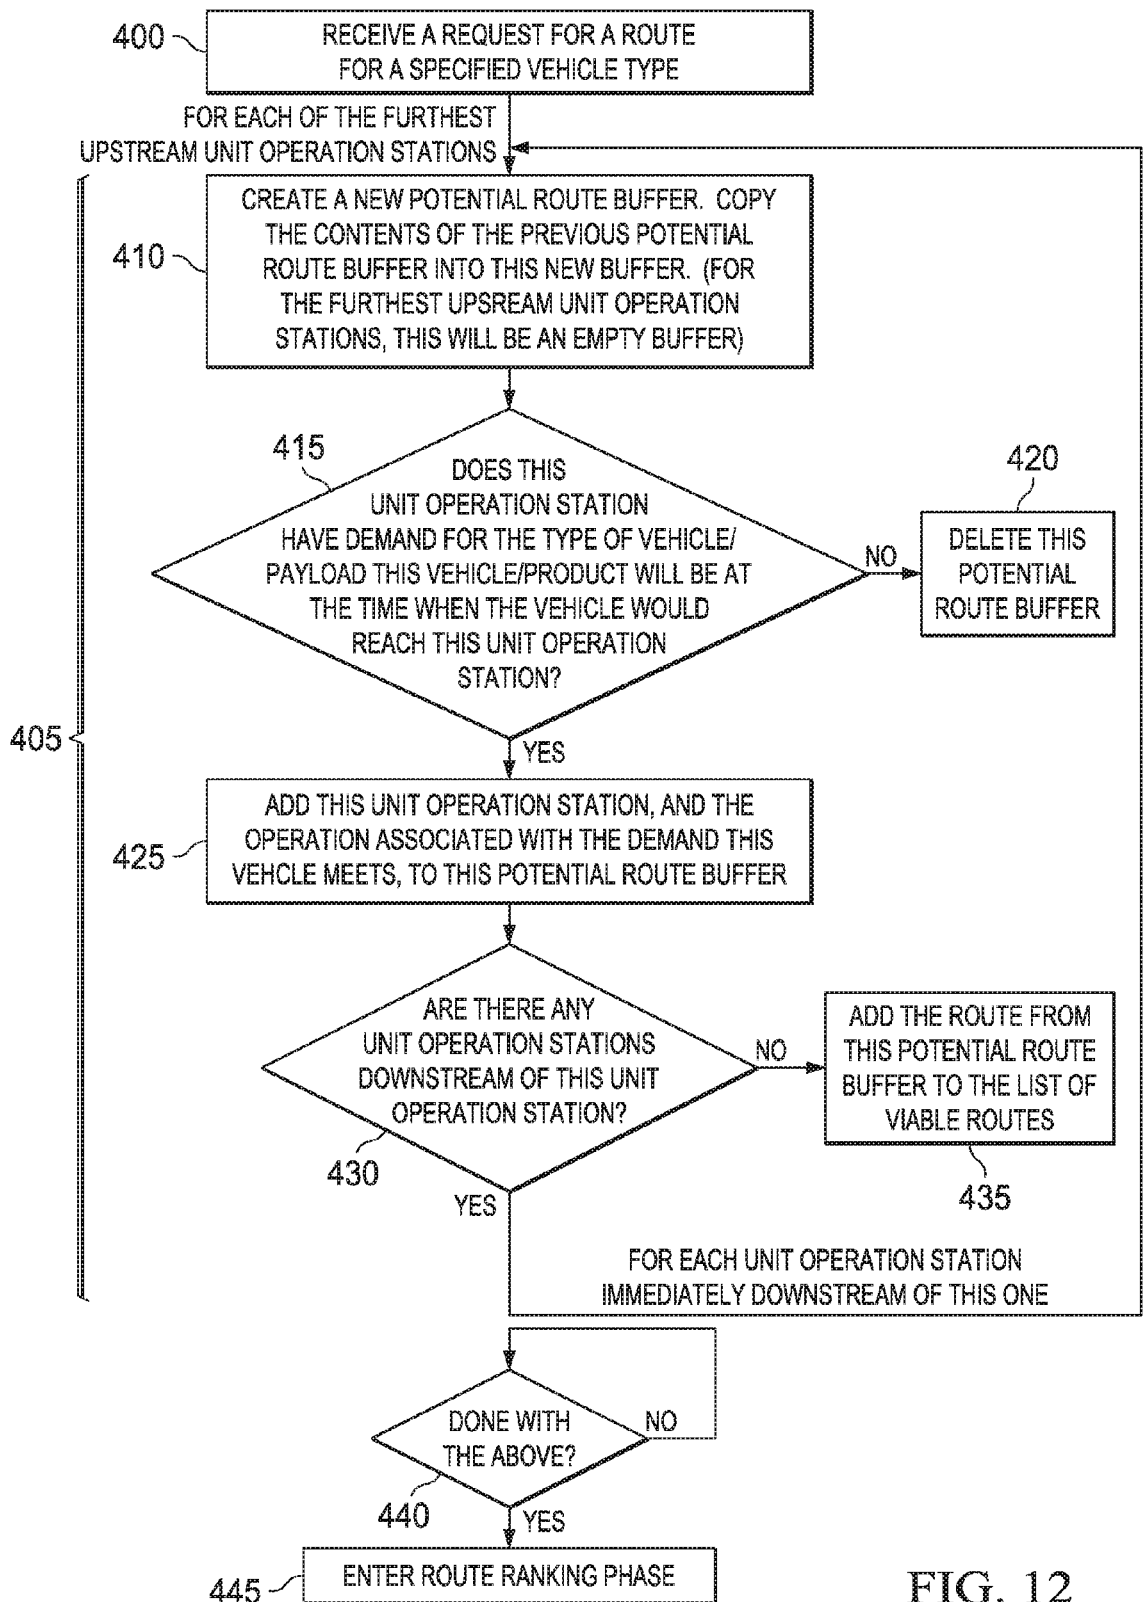 400
RECEIVE A REQUEST FOR A ROUTE
FOR A SPECIFIED VEHICLE TYPE
FOR EACH OF THE FURTHEST
UPSTREAM UNIT OPERATION STATIONS
405
410
CREATE A NEW POTENTIAL ROUTE BUFFER. COPY
THE CONTENTS OF THE PREVIOUS POTENTIAL
ROUTE BUFFER INTO THIS NEW BUFFER. (FOR
THE FURTHEST UPSREAM UNIT OPERATION
STATIONS, THIS WILL BE AN EMPTY BUFFER)
415
DOES THIS
UNIT OPERATION STATION
HAVE DEMAND FOR THE TYPE OF VEHICLE/
PAYLOAD THIS VEHICLE/PRODUCT WILL BE AT
THE TIME WHEN THE VEHICLE WOULD
REACH THIS UNIT OPERATION
STATION?
NO
420
DELETE THIS
POTENTIAL
ROUTE BUFFER
YES
425
ADD THIS UNIT OPERATION STATION, AND THE
OPERATION ASSOCIATED WITH THE DEMAND THIS
VEHCLE MEETS, TO THIS POTENTIAL ROUTE BUFFER
ARE THERE ANY
UNIT OPERATION STATIONS
DOWNSTREAM OF THIS UNIT
OPERATION STATION?
430
NO
ADD THE ROUTE FROM
THIS POTENTIAL ROUTE
BUFFER TO THE LIST OF
VIABLE ROUTES
435
YES
FOR EACH UNIT OPERATION STATION
IMMEDIATELY DOWNSTREAM OF THIS ONE
DONE WITH
THE ABOVE?
NO
440
YES
445
ENTER ROUTE RANKING PHASE
FIG. 12